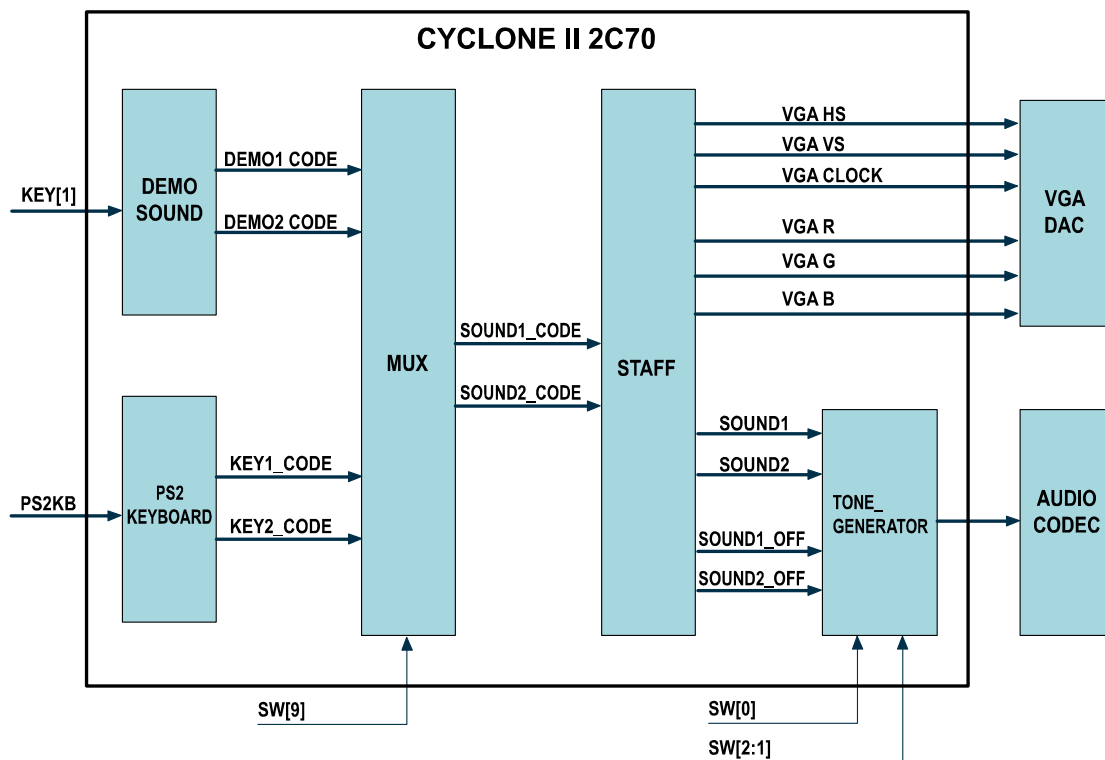 CYCLONE II 2C70
KEY[1]
DEMO
SOUND
DEMO1 CODE
DEMO2 CODE
PS2KB
PS2
KEYBOARD
KEY1_CODE
KEY2_CODE
MUX
SW[9]
SOUND1_CODE
SOUND2_CODE
STAFF
VGA HS
VGA VS
VGA CLOCK
VGA R
VGA G
VGA B
VGA
DAC
SOUND1
SOUND2
SOUND1_OFF
SOUND2_OFF
TONE_
GENERATOR
AUDIO
CODEC
SW[0]
SW[2:1]